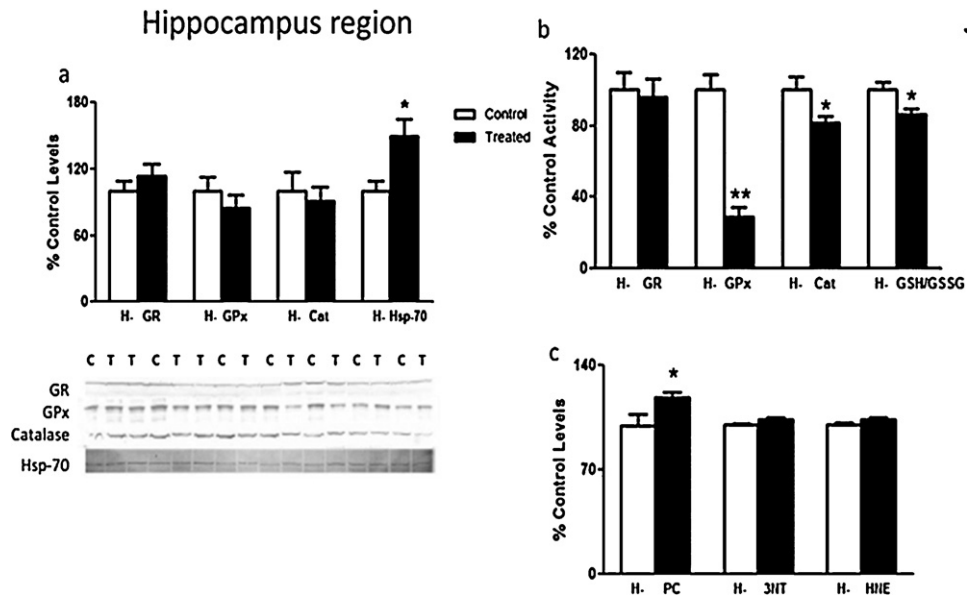 Hippocampus region
a
180
120
60
0
% Control Levels
H- GR H- GPx H- Cat H- Hsp-70
Control
Treated
*
C T T C T T C T C T C T T C T
GR
GPx
Catalase
Hsp-70
b
120
80
40
0
% Control Activity
**
*
*
H- GR H- GPx H- Cat H- GSH/GSSG
c
140
70
0
% Control Levels
*
H- PC H- 3NT H- HNE